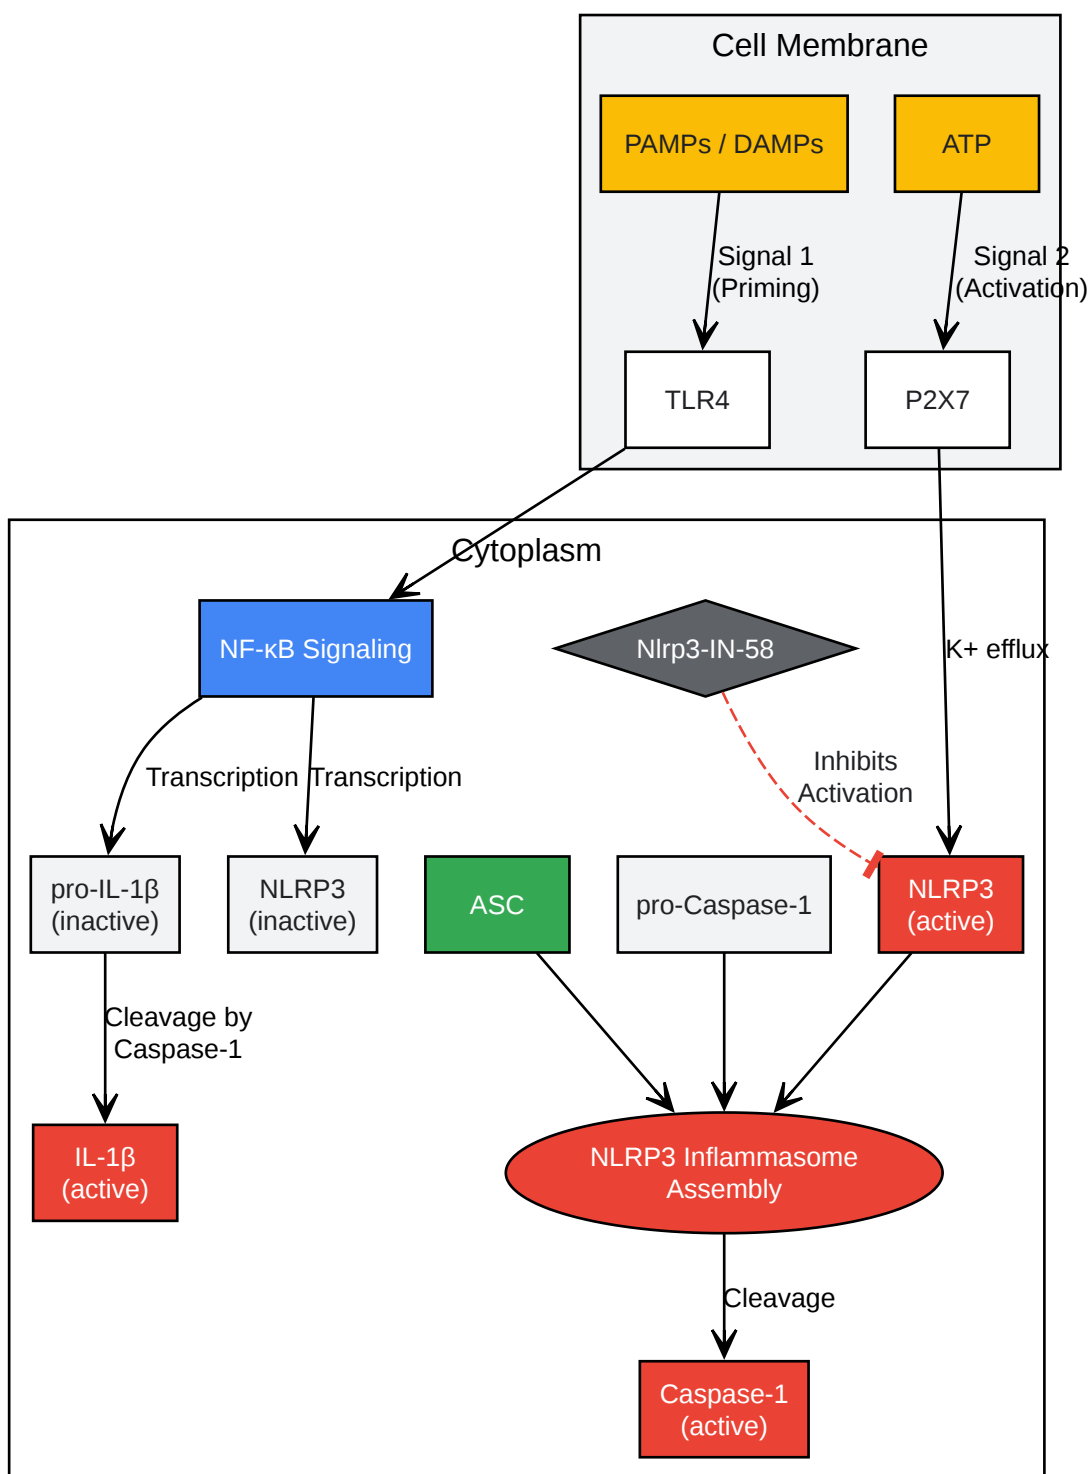 Cell Membrane
PAMPs / DAMPs
ATP
Signal 1
(Priming)
Signal 2
(Activation)
TLR4
P2X7
Cytoplasm
NF-κB Signaling
Nlrp3-IN-58
K+ efflux
Transcription
Transcription
Inhibits
Activation
pro-IL-1β
(inactive)
NLRP3
(inactive)
ASC
pro-Caspase-1
NLRP3
(active)
Cleavage by
Caspase-1
IL-1β
(active)
NLRP3 Inflammasome
Assembly
Cleavage
Caspase-1
(active)